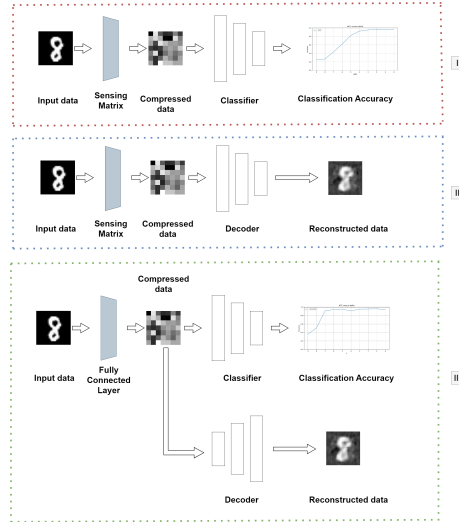 I
Input data
Sensing
Matrix
Compressed
data
Classifier
Classification Accuracy
II
Input data
Sensing
Matrix
Compressed
data
Decoder
Reconstructed data
Compressed
data
Input data
Fully
Connected
Layer
Classifier
Classification Accuracy
Decoder
Reconstructed data